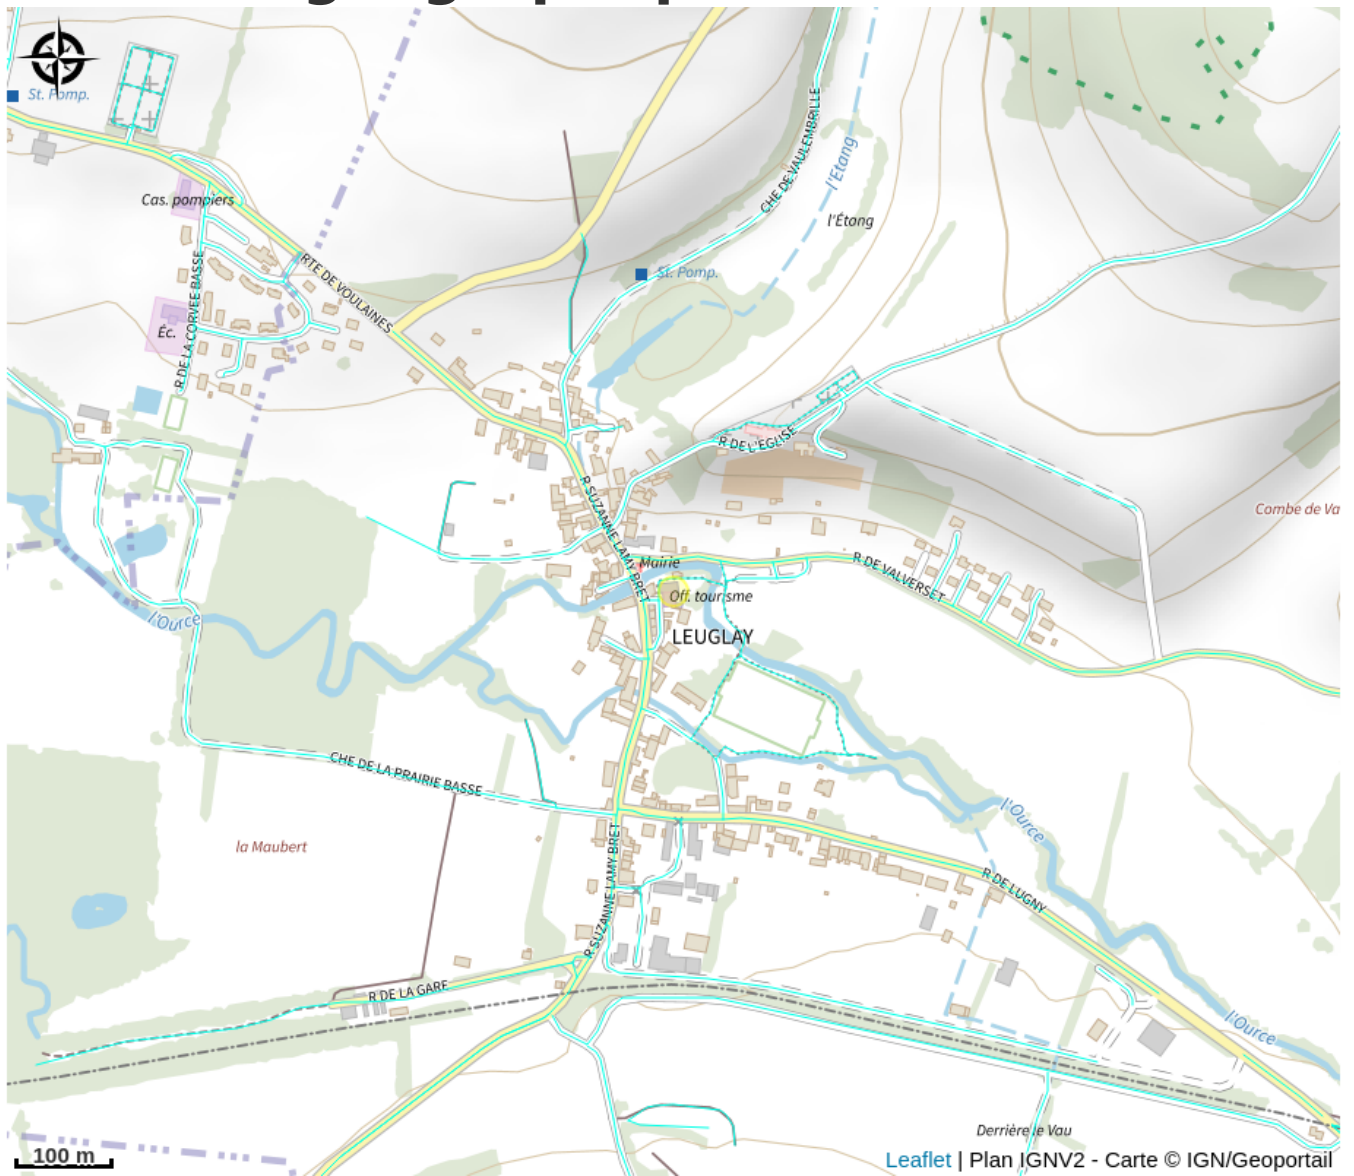 St. Pomp.
Cas. pompiers
CHE DE VAULEMBRILLE
l'Etang
l'Étang
RTE DE VOULAINES
St. Pomp.
R DE LA CORVEE BASSE
Éc.
R DE L'EGLISE
R SUZANNE LAMY BRET
Combe de Va
Mairie
R DE VALVERSET
Off. tourisme
l'Ource
LEUGLAY
CHE DE LA PRAIRIE BASSE
l'Ource
la Maubert
R SUZANNE LAMY BRET
R DE LUGNY
R DE LA GARE
l'Ource
Derrière le Vau
100 m
Leaflet | Plan IGNV2 - Carte © IGN/Geoportail